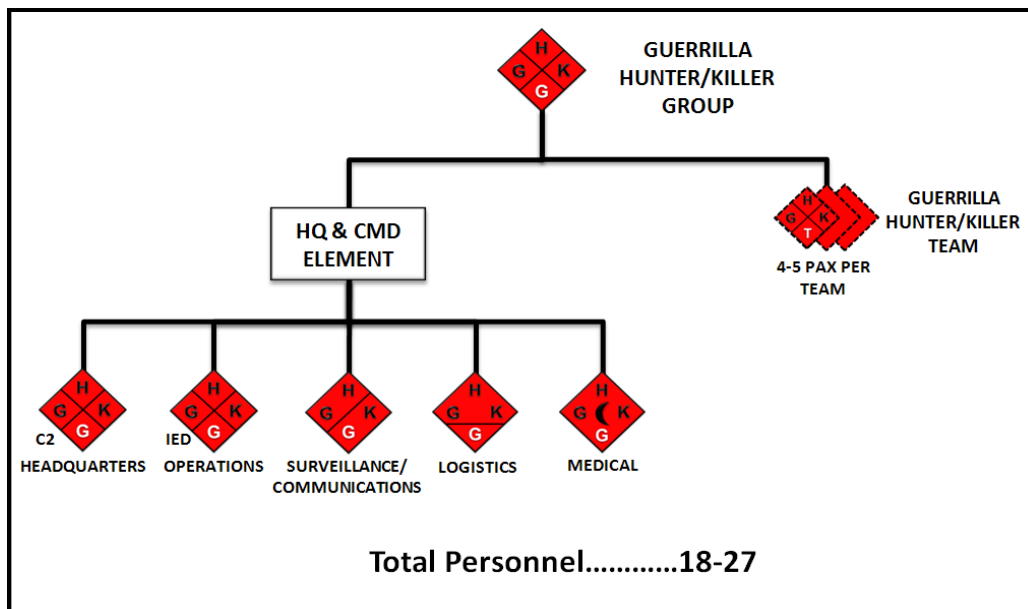 H
G K
G
GUERRILLA
HUNTER/KILLER
GROUP
HQ & CMD
ELEMENT
H
G K
T
GUERRILLA
HUNTER/KILLER
TEAM
4-5 PAX PER
TEAM
H
G K
G
C2
HEADQUARTERS
H
G K
G
IED
OPERATIONS
H
G K
G
SURVEILLANCE/
COMMUNICATIONS
H
G K
G
LOGISTICS
H
G K
G
MEDICAL
Total Personnel............18-27